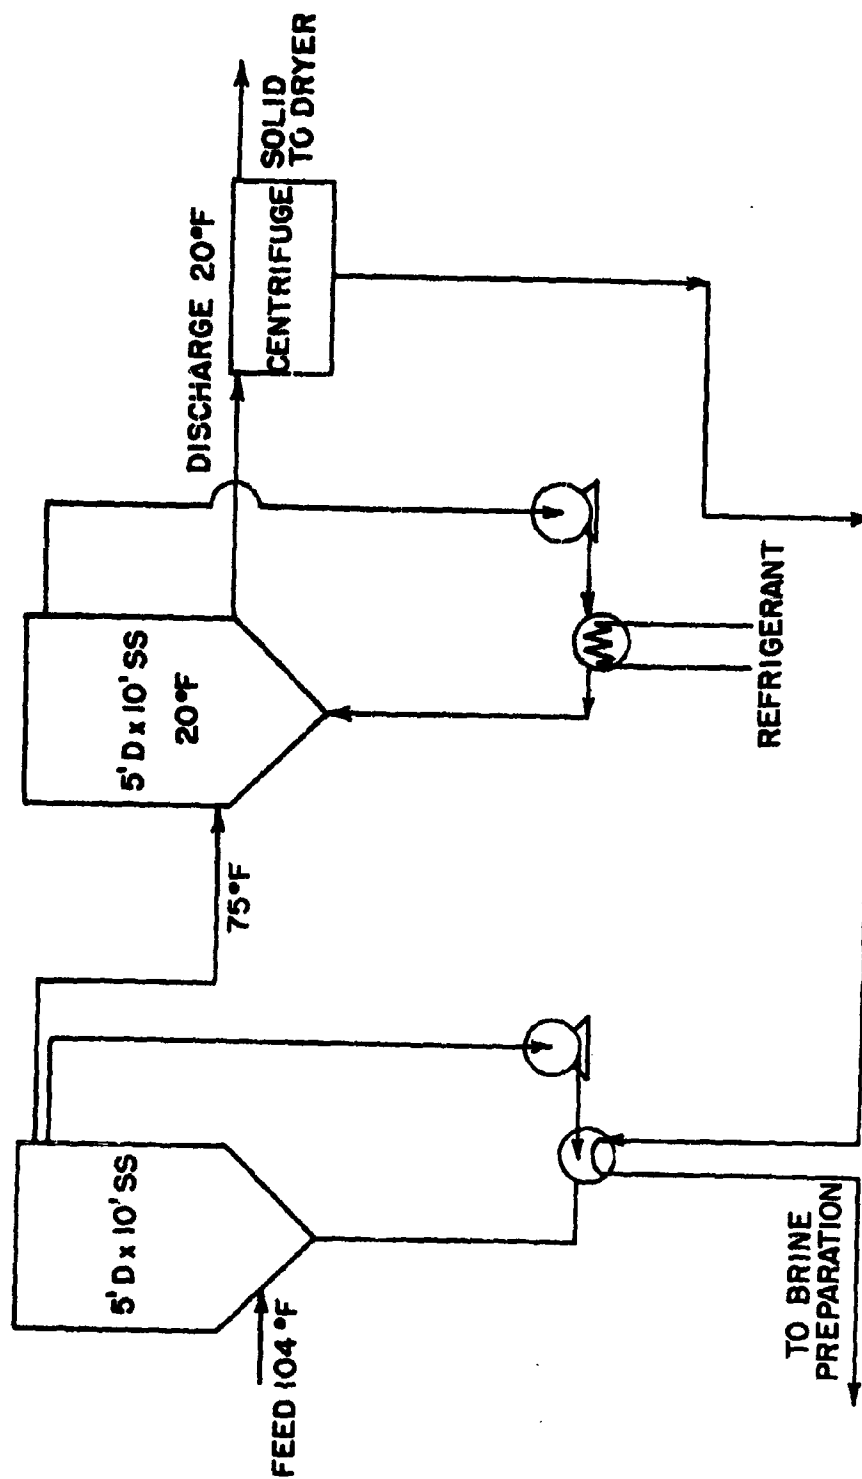 FEED 104°F
5' D x 10' SS
75°F
5' D x 10' SS
20°F
DISCHARGE 20°F
CENTRIFUGE
SOLID
TO DRYER
REFRIGERANT
TO BRINE
PREPARATION